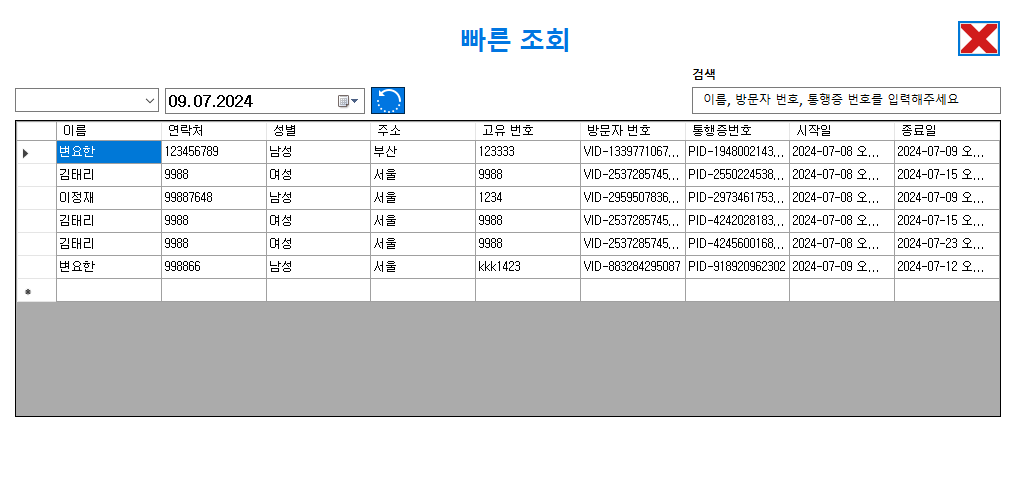 빠른 조회
검색
09.07.2024
이름, 방문자 번호, 통행증 번호를 입력해주세요
이름 연락처 성별 주소 고유 번호 방문자 번호 통행증번호 시작일 종료일
변요한 123456789 남성 부산 123333 VID-1339771067... PID-1948002143... 2024-07-08 오... 2024-07-09 오...
김태리 9988 여성 서울 9988 VID-2537285745... PID-2550224538... 2024-07-08 오... 2024-07-15 오...
이정재 99887648 남성 서울 1234 VID-2959507836... PID-2973461753... 2024-07-08 오... 2024-07-09 오...
김태리 9988 여성 서울 9988 VID-2537285745... PID-4242028183... 2024-07-08 오... 2024-07-15 오...
김태리 9988 여성 서울 9988 VID-2537285745... PID-4245600168... 2024-07-08 오... 2024-07-23 오...
변요한 998866 남성 서울 kkk1423 VID-883284295087 PID-918920962302 2024-07-09 오... 2024-07-12 오...